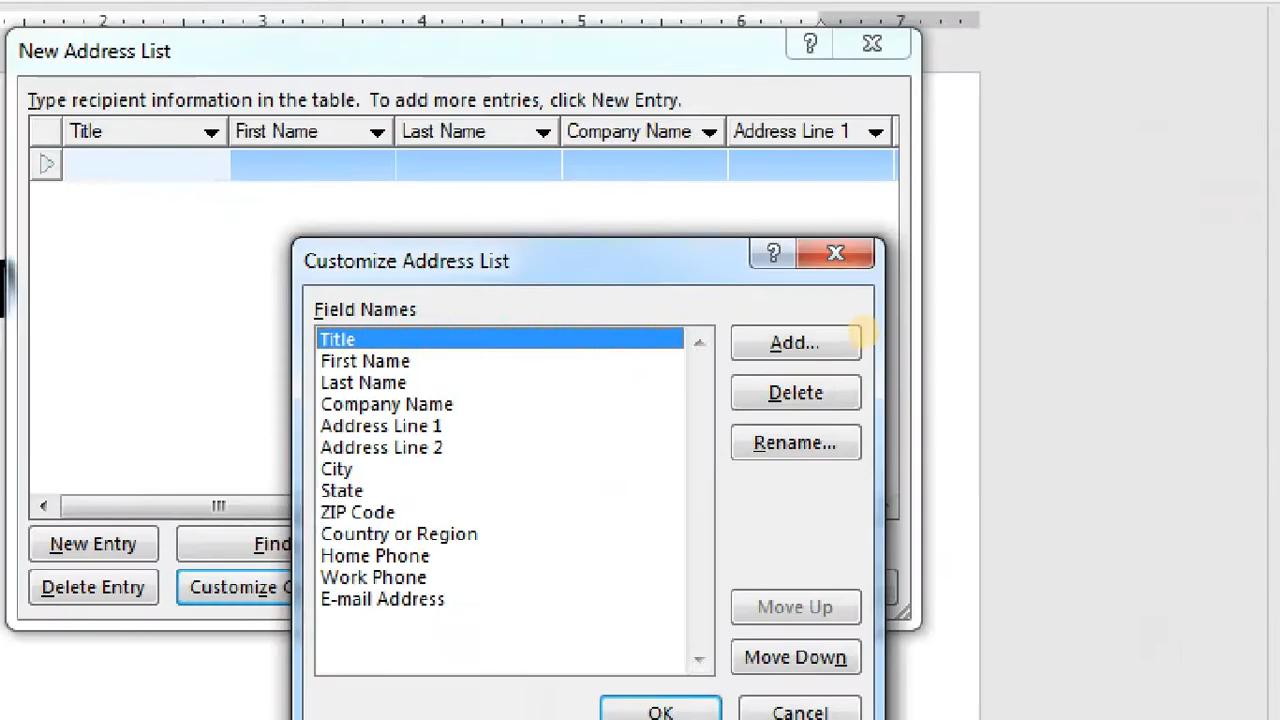 2 3 4 5 6 7
New Address List
Type recipient information in the table. To add more entries, click New Entry.
Title First Name Last Name Company Name Address Line 1
Customize Address List
Field Names
Title
First Name
Last Name
Company Name
Address Line 1
Address Line 2
City
State
ZIP Code
Country or Region
Home Phone
Work Phone
E-mail Address
Add...
Delete
Rename...
Move Up
Move Down
OK Cancel
New Entry Find
Delete Entry Customize